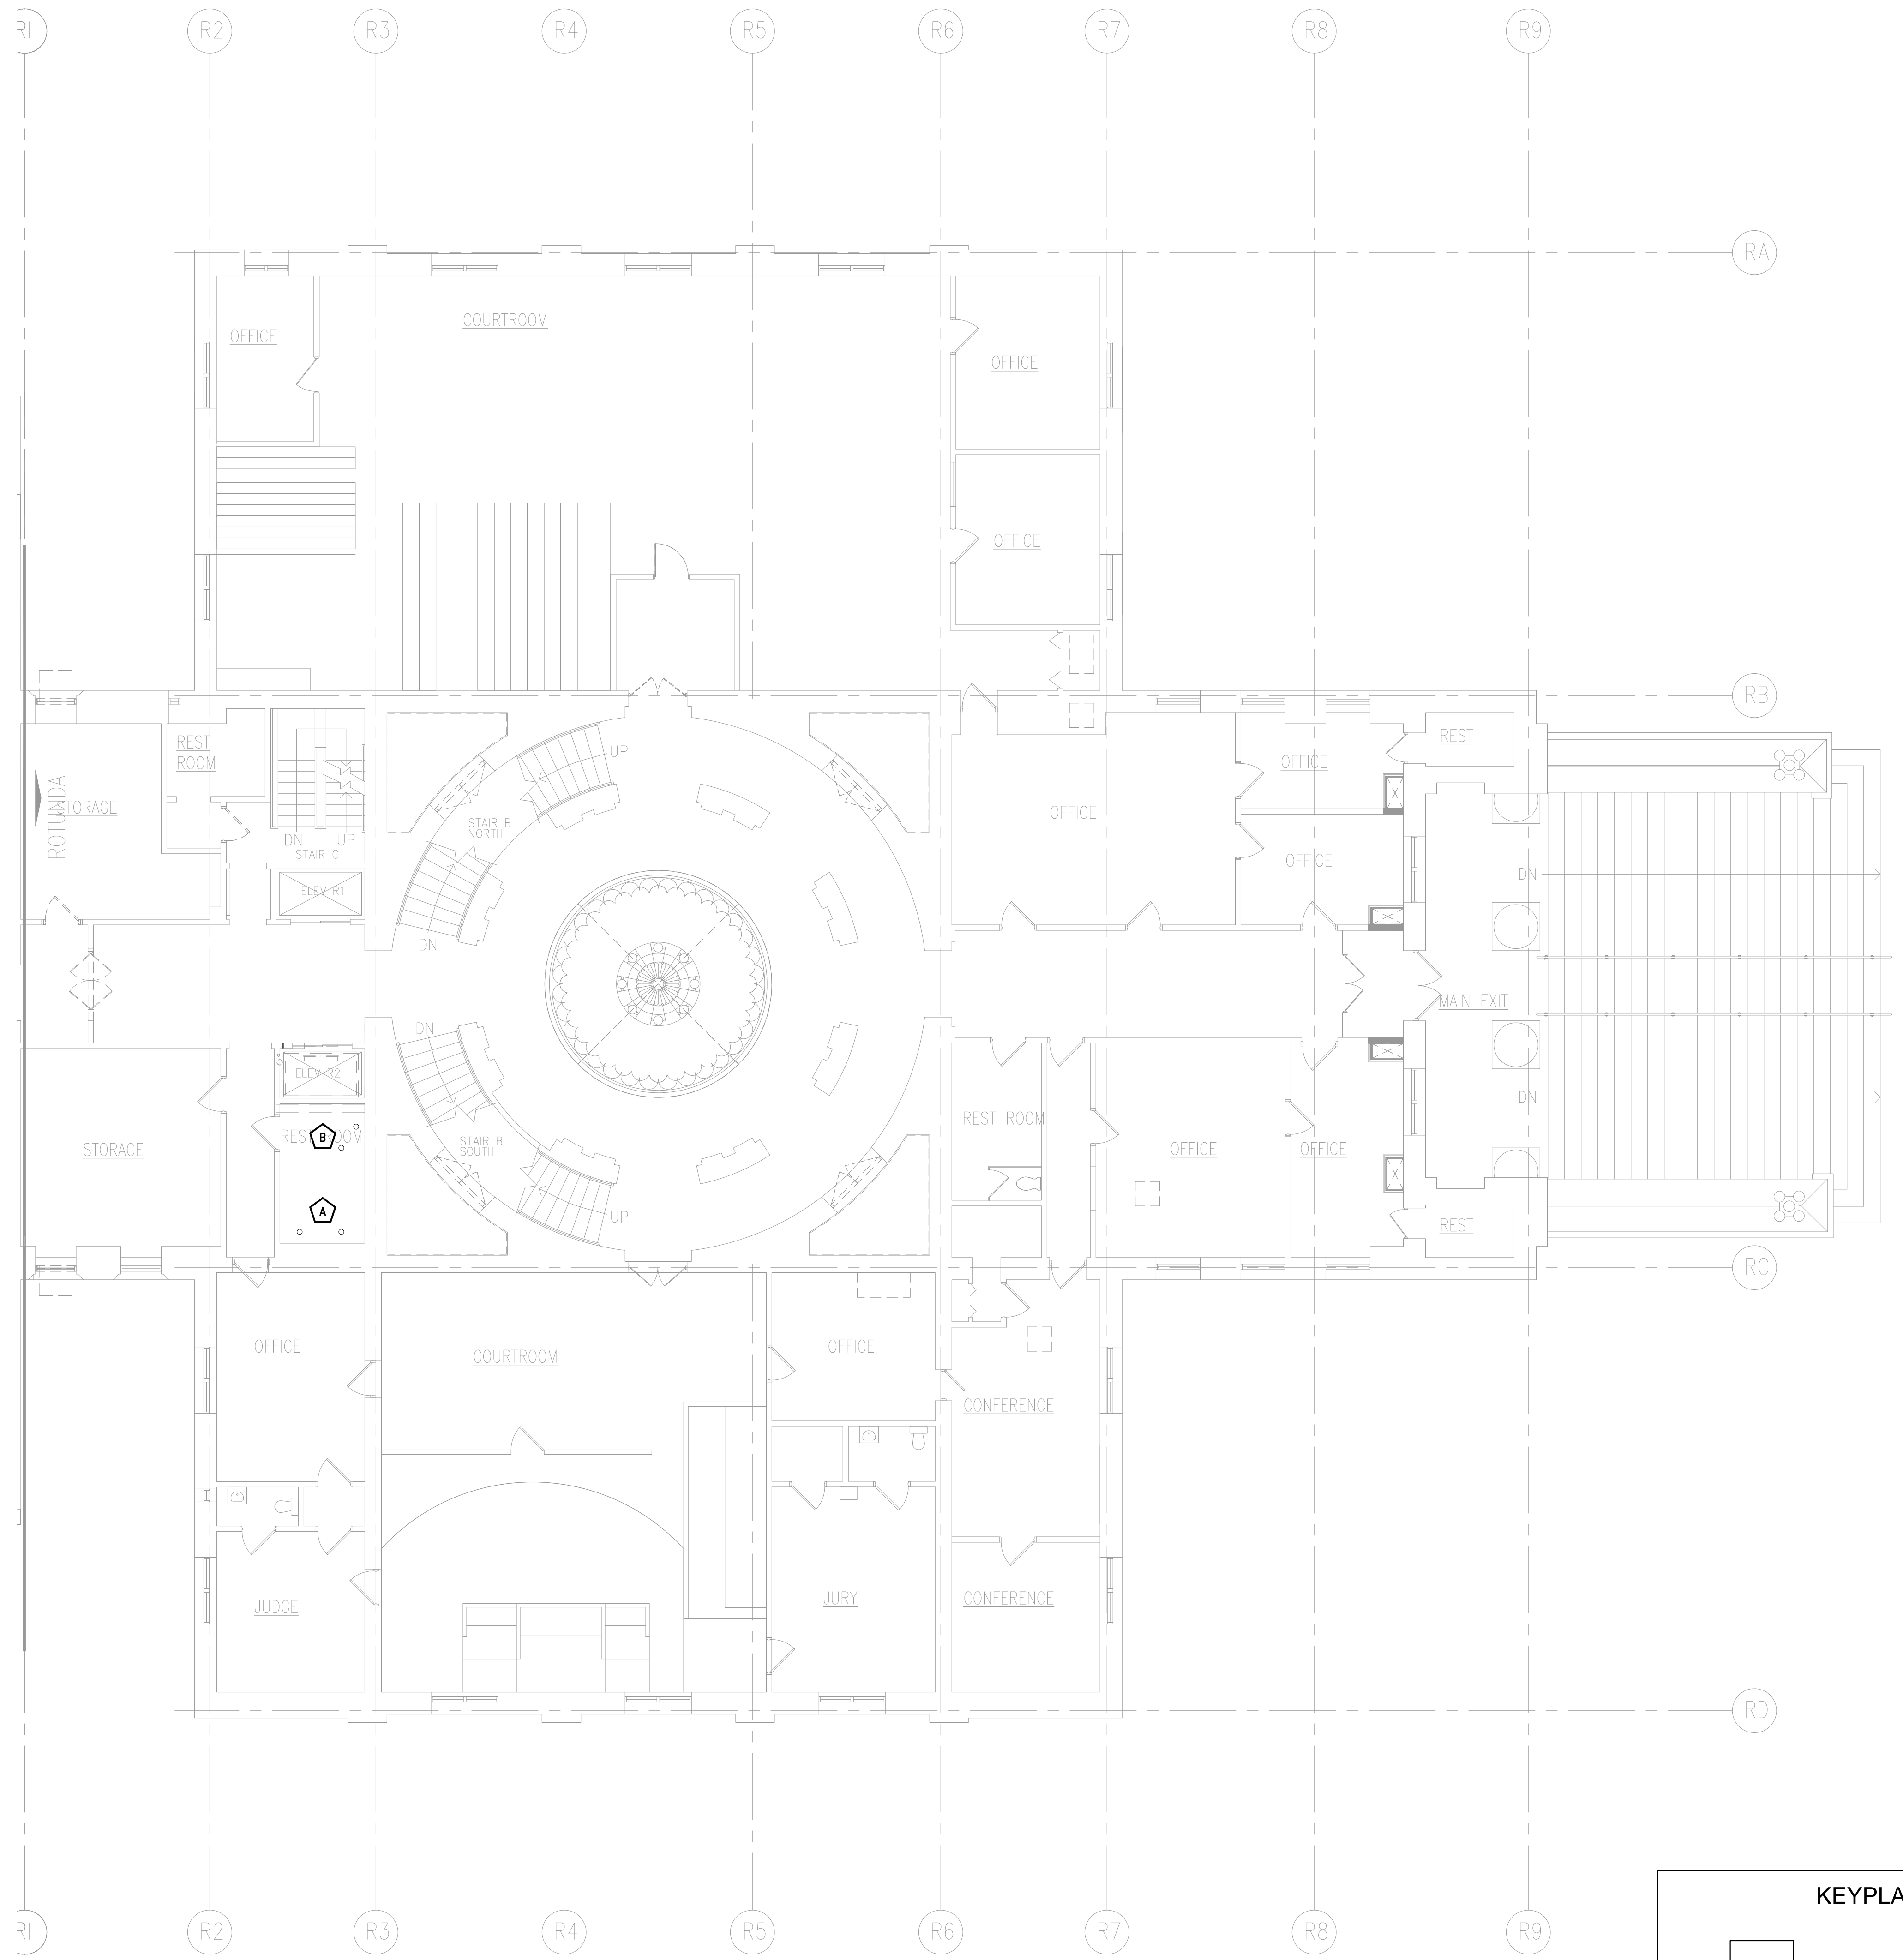 R1 R2 R3 R4 R5 R6 R7 R8 R9
RA
COURTROOM
OFFICE
OFFICE
OFFICE
RB
UP
REST
ROOM
REST
OFFICE
STORAGE
ROTUNDA
OFFICE
STAIR B
NORTH
DN UP
STAIR C
OFFICE
DN
ELEV R1
DN
MAIN EXIT
DN
ELEV R2
DN
REST ROOM
REST ROOM
B
STAIR B
SOUTH
STORAGE
OFFICE
OFFICE
A
UP
REST
RC
OFFICE
COURTROOM
OFFICE
CONFERENCE
JUDGE
JURY
CONFERENCE
RD
KEYPLA
R1 R2 R3 R4 R5 R6 R7 R8 R9